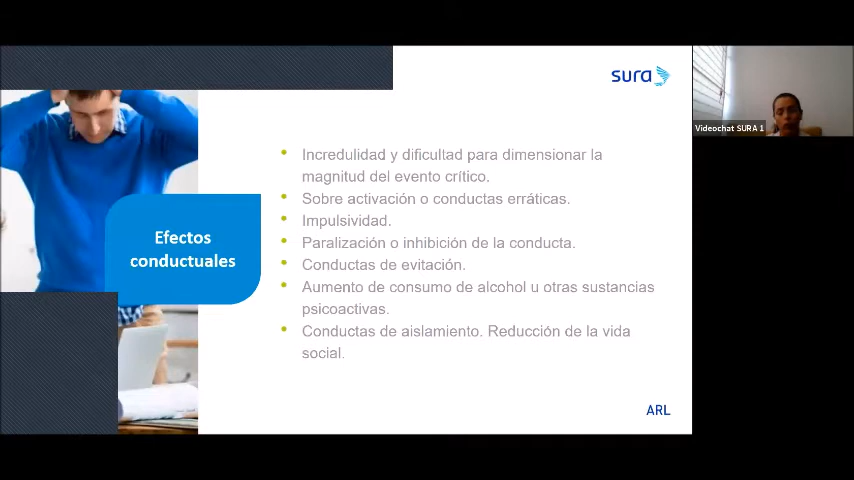 sura
Videochat SURA 1
Efectos
conductuales
• Incredulidad y dificultad para dimensionar la
magnitud del evento crítico.
• Sobre activación o conductas erráticas.
• Impulsividad.
• Paralización o inhibición de la conducta.
• Conductas de evitación.
• Aumento de consumo de alcohol u otras sustancias
psicoactivas.
• Conductas de aislamiento. Reducción de la vida
social.
ARL